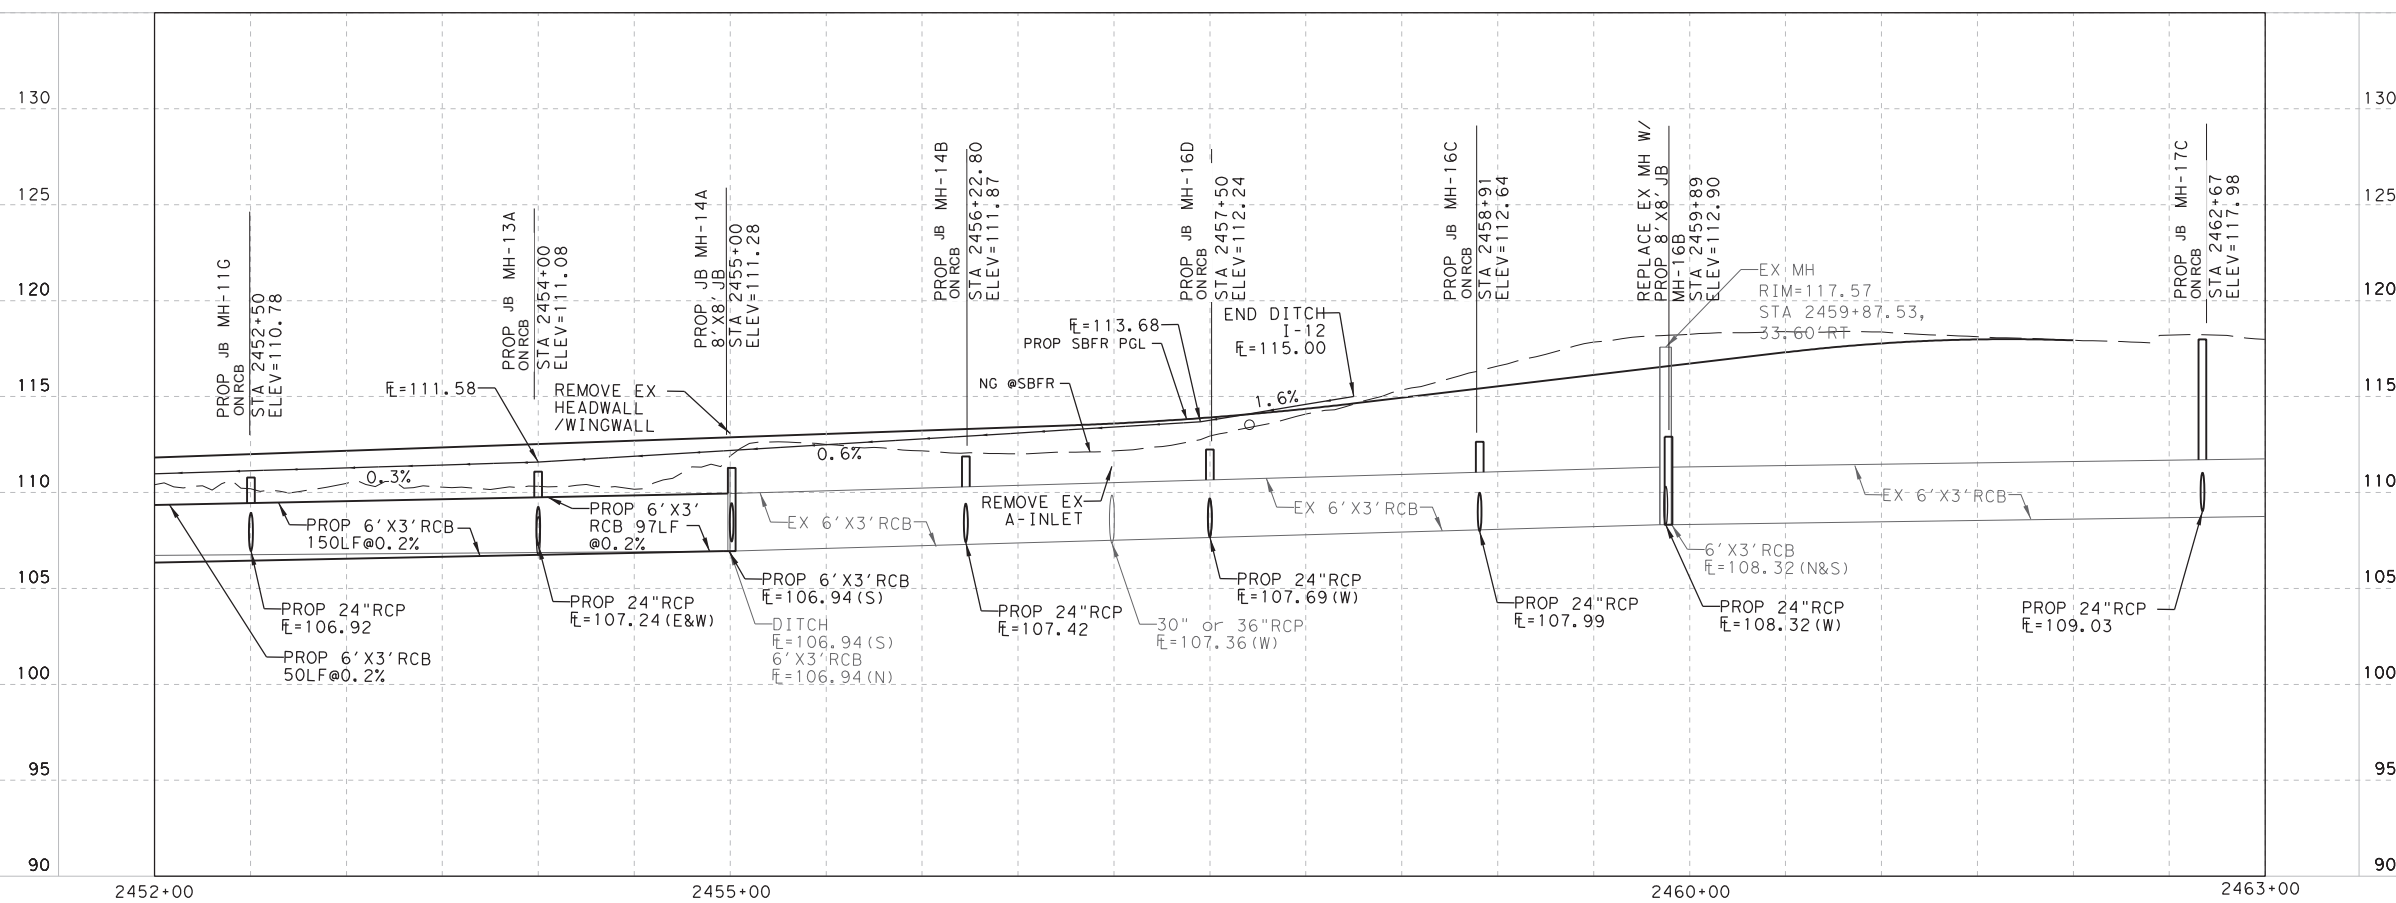 130
125
120
115
110
105
100
95
90
PROP JB MH-11G
ON RCB
STA 2452+50
ELEV=110.78
PROP JB MH-13A
ON RCB
STA 2454+00
ELEV=111.08
PROP JB MH-14A
8'X8' JB
STA 2455+00
ELEV=111.28
PROP JB MH-14B
ON RCB
STA 2456+22.80
ELEV=111.87
PROP JB MH-16D
ON RCB
STA 2457+50
ELEV=112.24
PROP JB MH-16C
ON RCB
STA 2458+91
ELEV=112.64
REPLACE EX MH W/
PROP 8'X8' JB
MH-16B
STA 2459+89
ELEV=112.90
PROP JB MH-17C
ON RCB
STA 2462+67
ELEV=117.98
EX MH
RIM=117.57
STA 2459+87.53,
33.60'RT
FL=111.58
REMOVE EX
HEADWALL
/WINGWALL
FL=113.68
PROP SBFR PGL
NG @SBFR
END DITCH
I-12
FL=115.00
1.6%
0.3%
0.6%
PROP 6'X3'RCB
150LF@0.2%
PROP 6'X3'
RCB 97LF
@0.2%
EX 6'X3'RCB
REMOVE EX
A-INLET
EX 6'X3'RCB
EX 6'X3'RCB
PROP 24"RCP
FL=106.92
PROP 6'X3'RCB
50LF@0.2%
PROP 24"RCP
FL=107.24(E&W)
PROP 6'X3'RCB
FL=106.94(S)
DITCH
FL=106.94(S)
6'X3'RCB
FL=106.94(N)
PROP 24"RCP
FL=107.42
30" or 36"RCP
FL=107.36(W)
PROP 24"RCP
FL=107.69(W)
PROP 24"RCP
FL=107.99
6'X3'RCB
FL=108.32(N&S)
PROP 24"RCP
FL=108.32(W)
PROP 24"RCP
FL=109.03
130
125
120
115
110
105
100
95
90
2452+00
2455+00
2460+00
2463+00